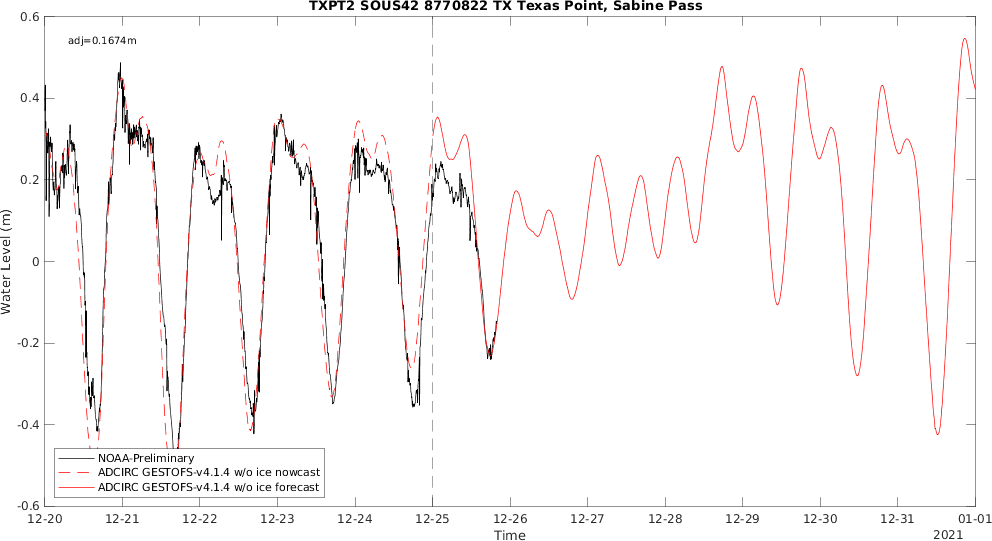 TXPT2 SOUS42 8770822 TX Texas Point, Sabine Pass
adj=0.1674m
0.6
0.4
0.2
0
-0.2
-0.4
-0.6
Water Level (m)
NOAA-Preliminary
ADCIRC GESTOFS-v4.1.4 w/o ice nowcast
ADCIRC GESTOFS-v4.1.4 w/o ice forecast
12-20 12-21 12-22 12-23 12-24 12-25 12-26 12-27 12-28 12-29 12-30 12-31 01-01
Time
2021